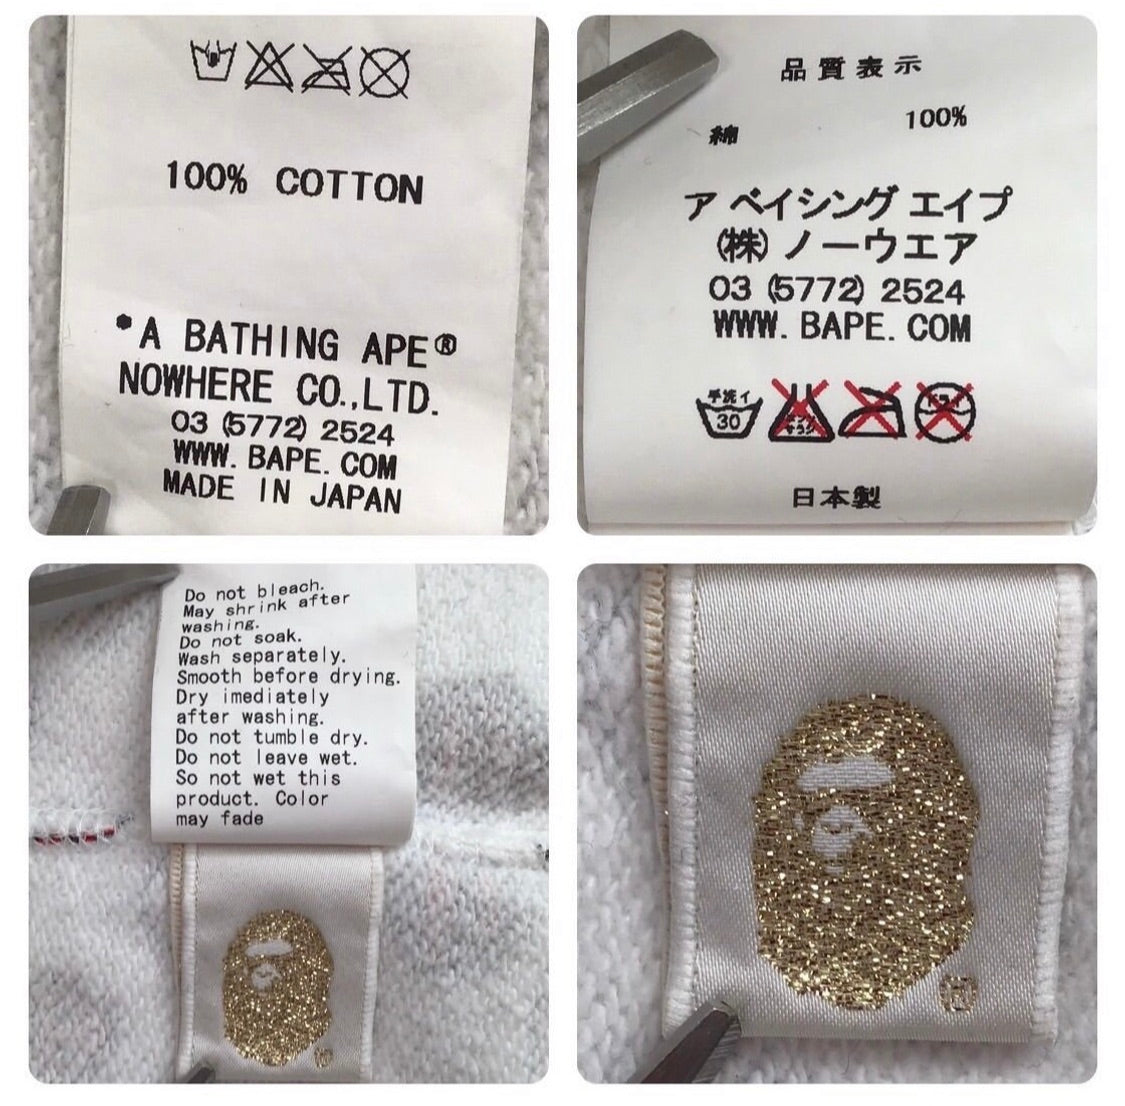 100% COTTON
•A BATHING APE®
NOWHERE CO.,LTD.
03 (5772) 2524
WWW. BAPE. COM
MADE IN JAPAN
品質表示
綿 100%
ア ベイシング エイプ
(株) ノーウエア
03 (5772) 2524
WWW. BAPE. COM
手洗イ
30
日本製
Do not bleach.
May shrink after
washing.
Do not soak.
Wash separately.
Smooth before drying.
Dry imediately
after washing.
Do not tumble dry.
Do not leave wet.
So not wet this
product. Color
may fade
®
®